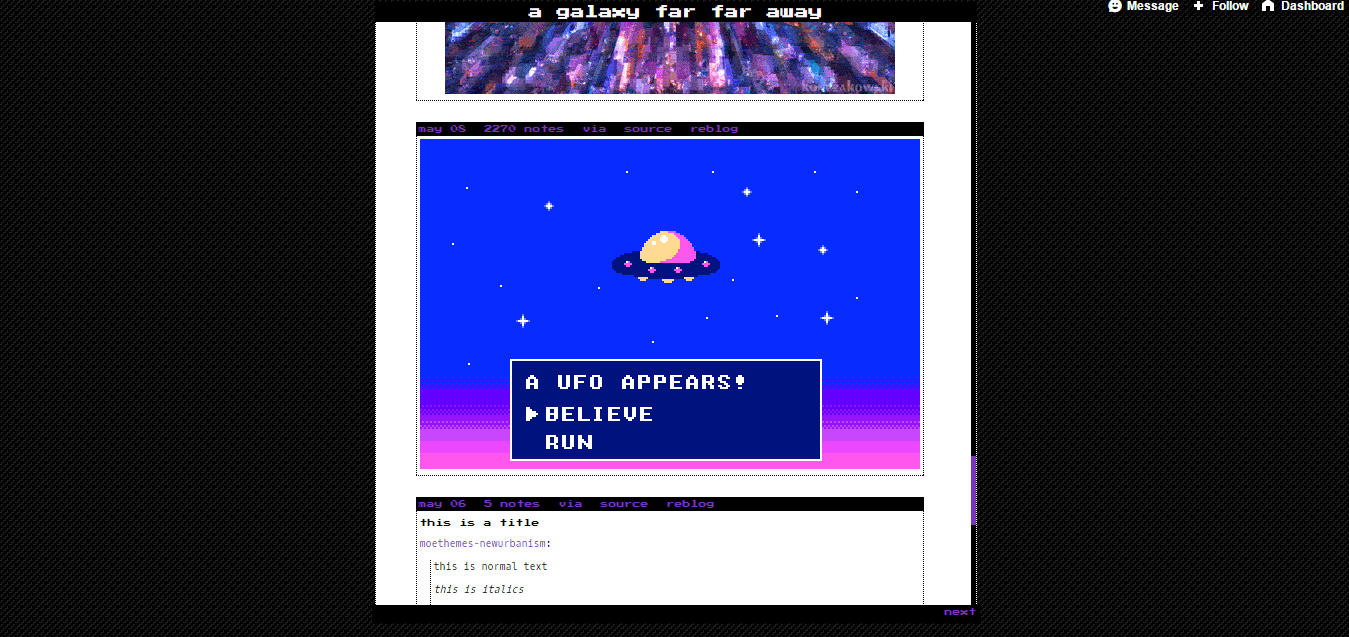 a galaxy far far away
Message Follow Dashboard
korczakowski
may 08 2270 notes via source reblog
A UFO APPEARS!
BELIEVE
RUN
may 06 5 notes via source reblog
this is a title
moethemes-newurbanism:
this is normal text
this is italics
next